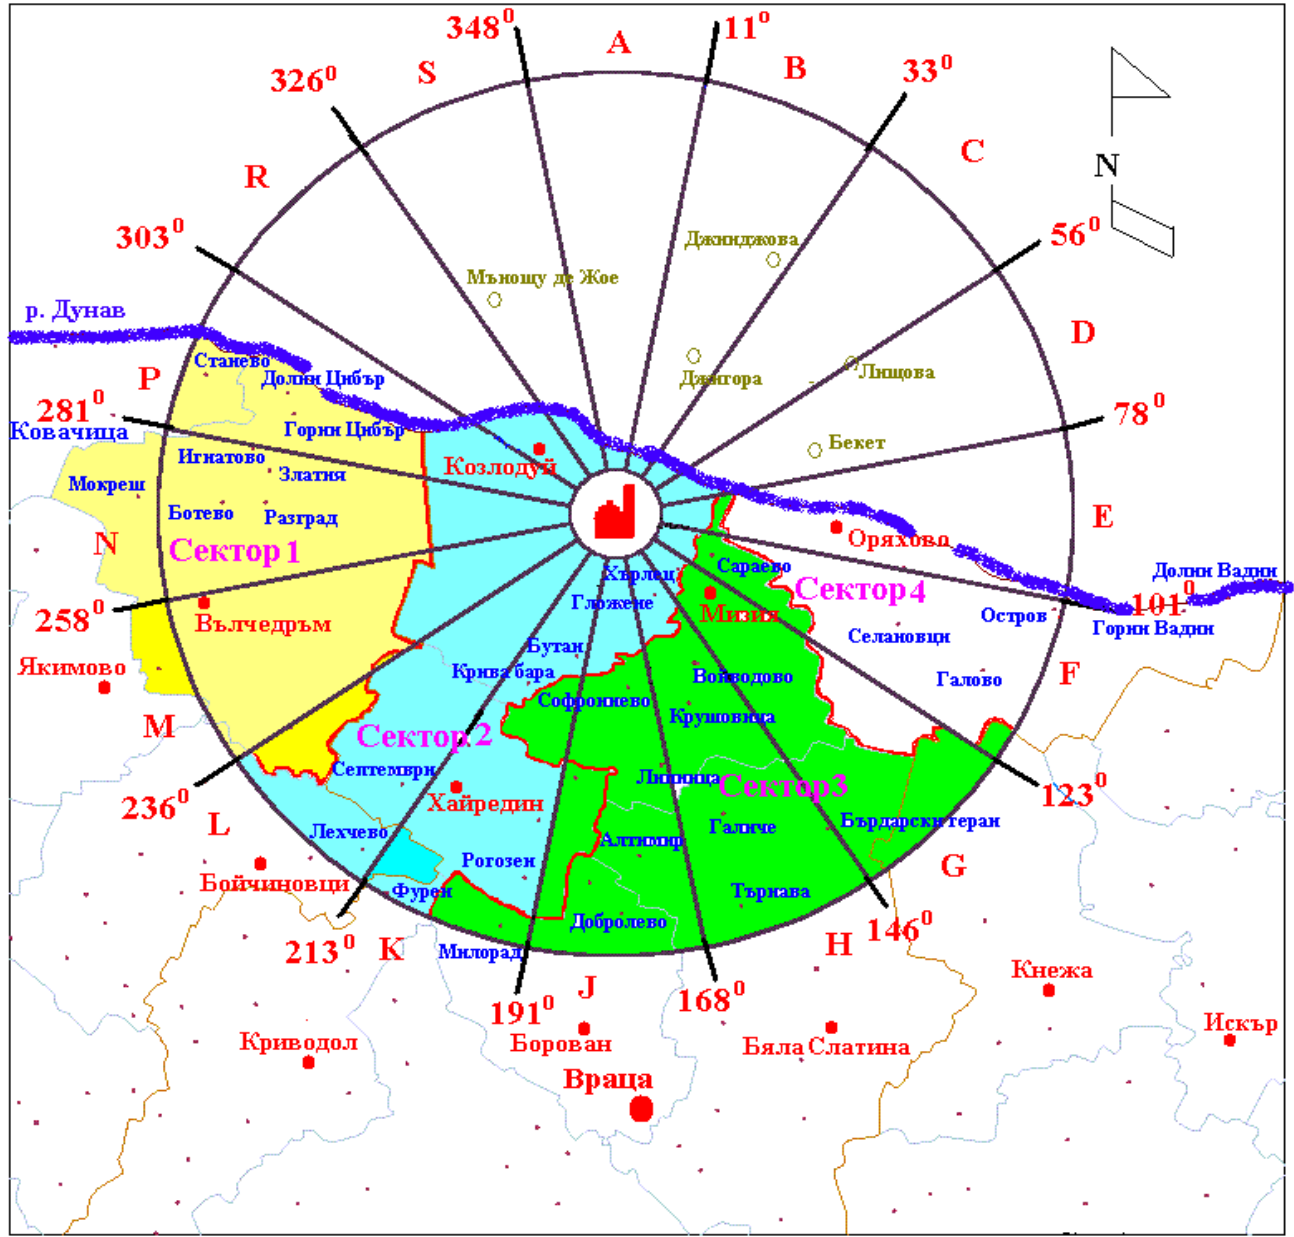 348⁰
A
11⁰
S
B
33⁰
326⁰
C
N
R
303⁰
56⁰
Джинджова
Мънощу де Жое
р. Дунав
D
Станево
P
Долни Цибър
Джигора
Лищова
281⁰
78⁰
Ковачица
Горни Цибър
Бекет
Игнатово
Златия
Козлодуй
Мокреш
Ботево
Разград
E
Оряхово
N
Сектор 1
Хърлец
Сараево
Долни Вадин
Сектор4
Гложене
101⁰
258⁰
Вълчедръм
Мизия
Остров
Горни Вадин
Селановци
Бутан
Якимово
Крива бара
Войводово
Галово
F
Софрониево
Крушовица
M
Сектор 2
Септември
Липница
Сектор3
123⁰
236⁰
Хайредин
L
Лехчево
Галиче
Бърдарски геран
Алтимир
Рогозен
G
Бойчиновци
Фурен
Търнава
Добролево
146⁰
213⁰
K
Милорад
H
J
168⁰
Кнежа
191⁰
Криводол
Борован
Бяла Слатина
Искър
Враца